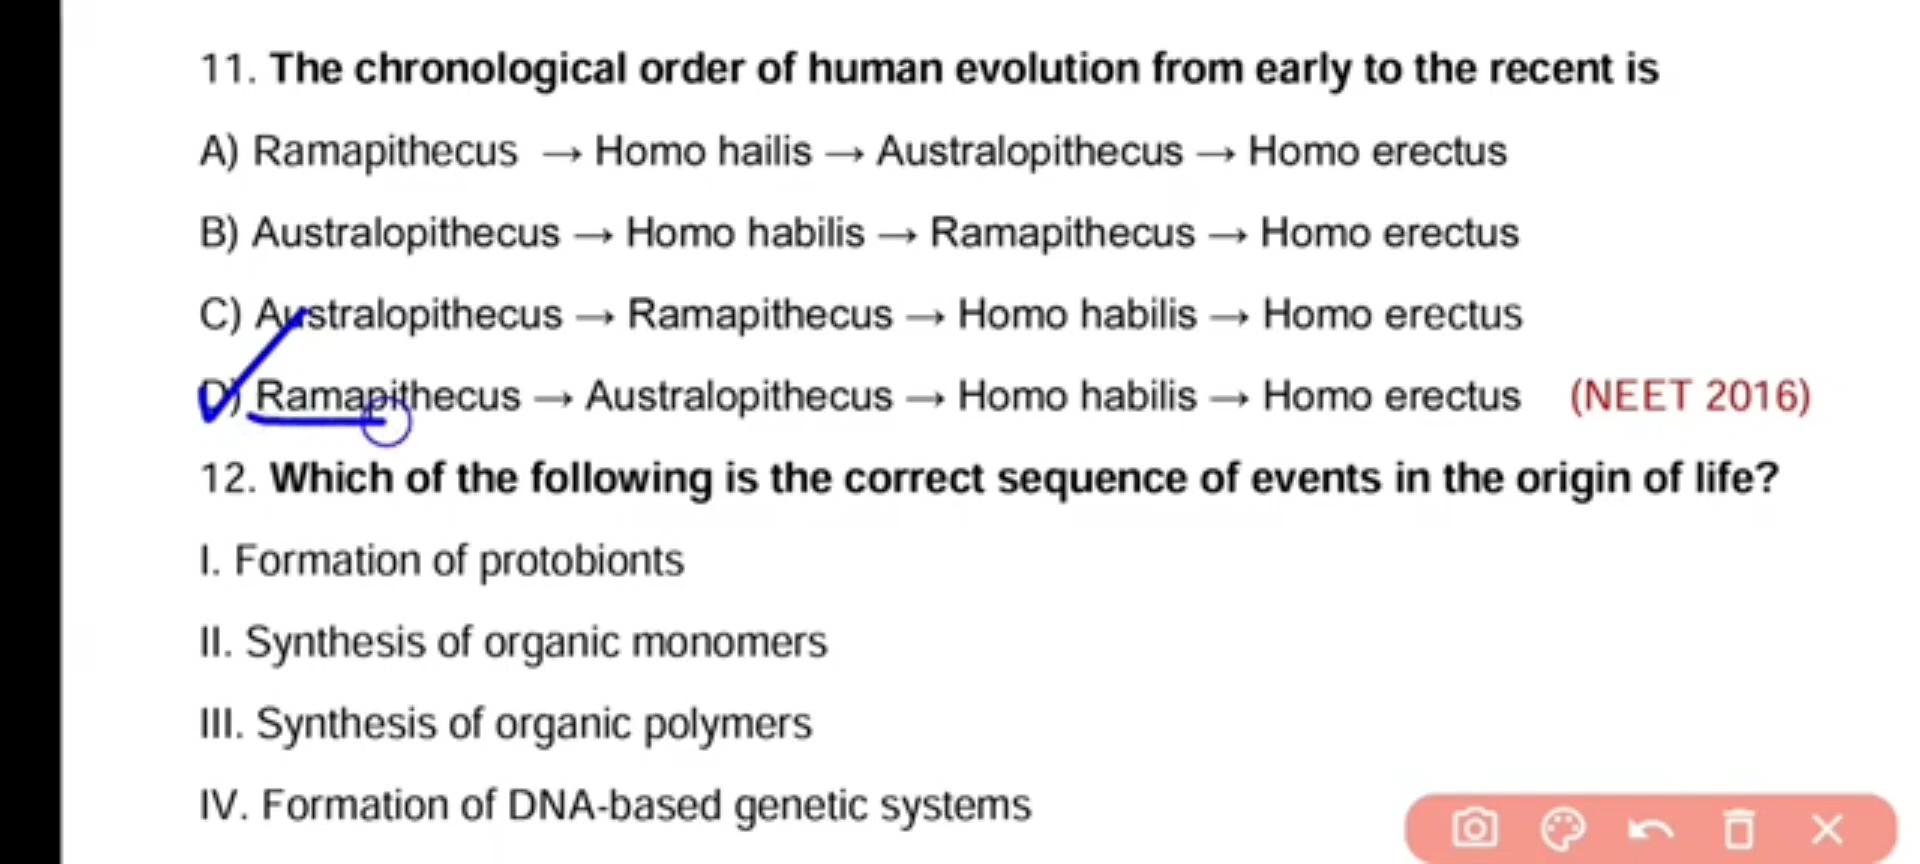 11. The chronological order of human evolution from early to the recent is
A) Ramapithecus → Homo hailis → Australopithecus → Homo erectus
B) Australopithecus → Homo habilis → Ramapithecus → Homo erectus
C) Australopithecus → Ramapithecus → Homo habilis → Homo erectus
D) Ramapithecus → Australopithecus → Homo habilis → Homo erectus (NEET 2016)
12. Which of the following is the correct sequence of events in the origin of life?
I. Formation of protobionts
II. Synthesis of organic monomers
III. Synthesis of organic polymers
IV. Formation of DNA-based genetic systems